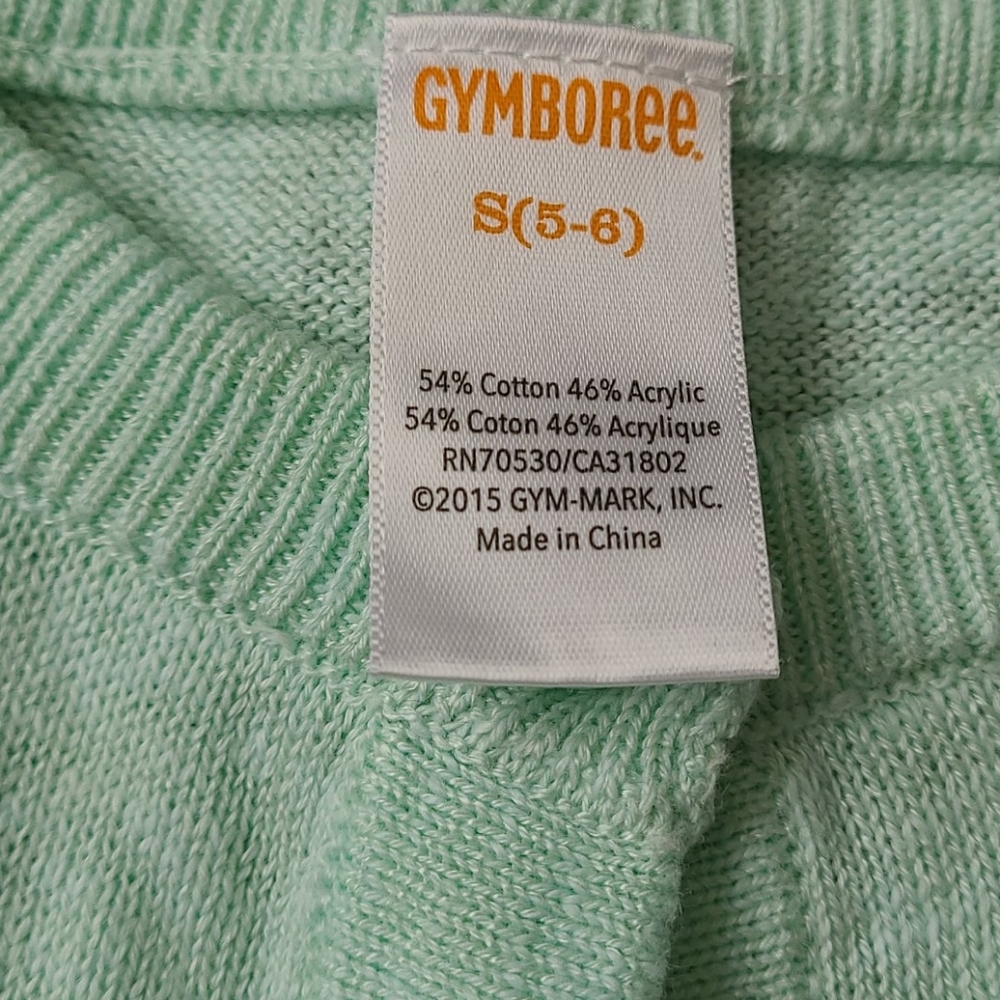 GYMBOREE.
S(5-6)
54% Cotton 46% Acrylic
54% Coton 46% Acrylique
RN70530/CA31802
©2015 GYM-MARK, INC.
Made in China